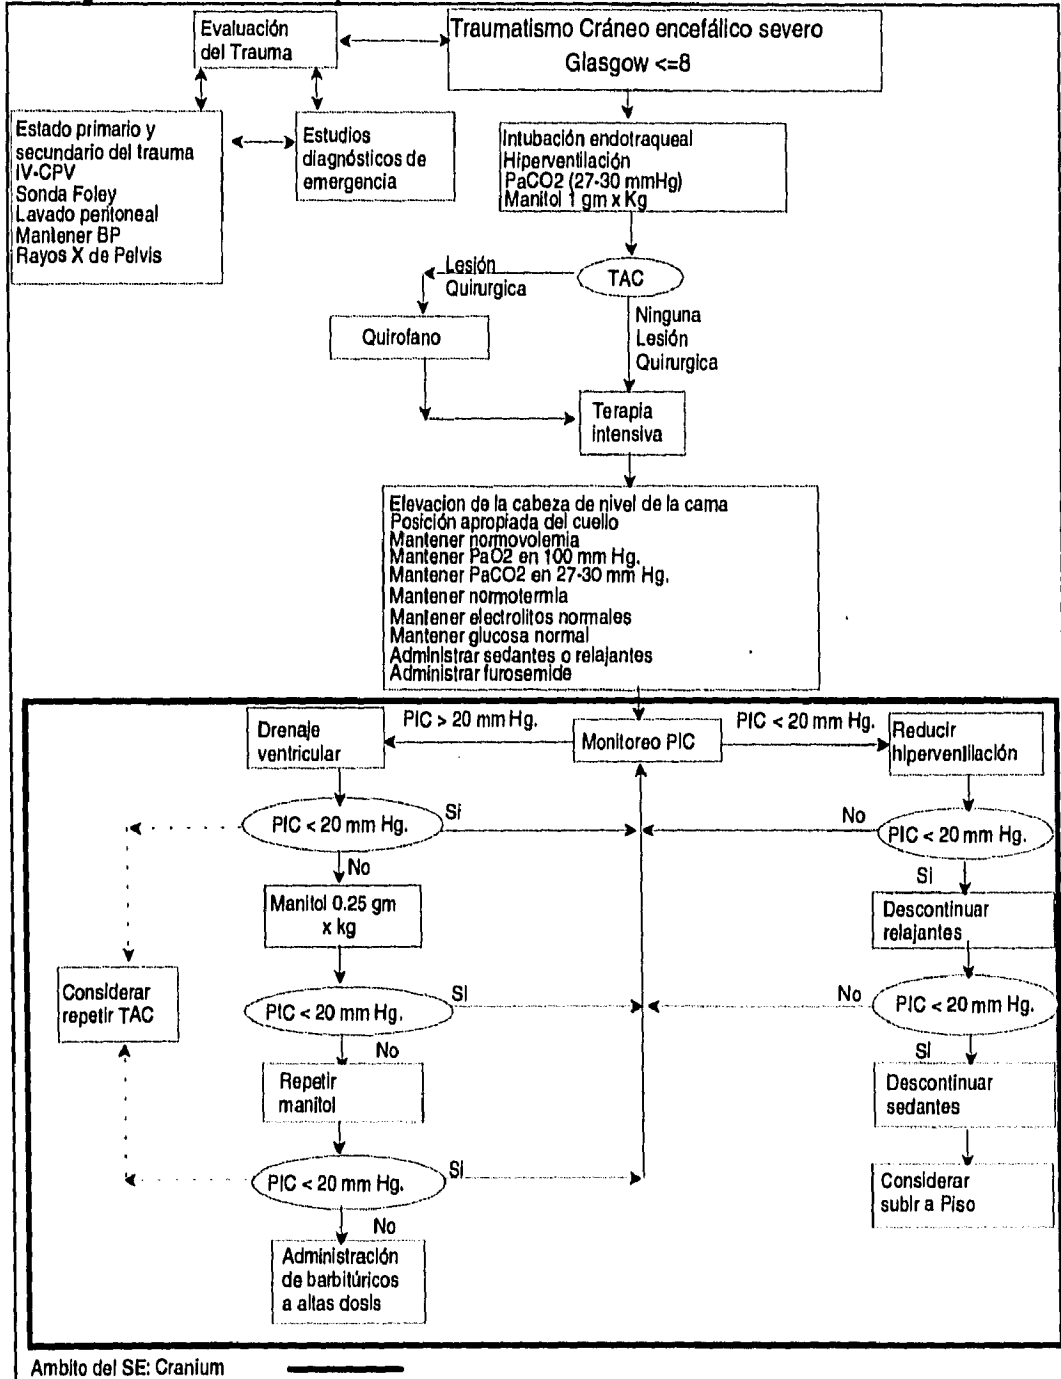 Evaluación
del Trauma
Traumatismo Cráneo encefálico severo
Glasgow <=8
Estado primario y
secundario del trauma
IV-CPV
Sonda Foley
Lavado peritoneal
Mantener BP
Rayos X de Pelvis
Estudios
diagnósticos de
emergencia
Intubación endotraqueal
Hiperventilación
PaCO2 (27-30 mmHg)
Manitol 1 gm x Kg
Lesión
Quirurgica
TAC
Ninguna
Lesión
Quirurgica
Quirofano
Terapia
intensiva
Elevacion de la cabeza de nivel de la cama
Posición apropiada del cuello
Mantener normovolemia
Mantener PaO2 en 100 mm Hg.
Mantener PaCO2 en 27-30 mm Hg.
Mantener normotermia
Mantener electrolitos normales
Mantener glucosa normal
Administrar sedantes o relajantes
Administrar furosemide
Drenaje
ventricular
PIC > 20 mm Hg.
Monitoreo PIC
PIC < 20 mm Hg.
Reducir
hiperventilación
PIC < 20 mm Hg.
Si
No
PIC < 20 mm Hg.
No
Si
Manitol 0.25 gm
x kg
Descontinuar
relajantes
Considerar
repetir TAC
PIC < 20 mm Hg.
Si
No
PIC < 20 mm Hg.
No
Si
Repetir
manitol
Descontinuar
sedantes
PIC < 20 mm Hg.
Si
Considerar
subir a Piso
No
Administración
de barbitúricos
a altas dosis
Ambito del SE: Cranium